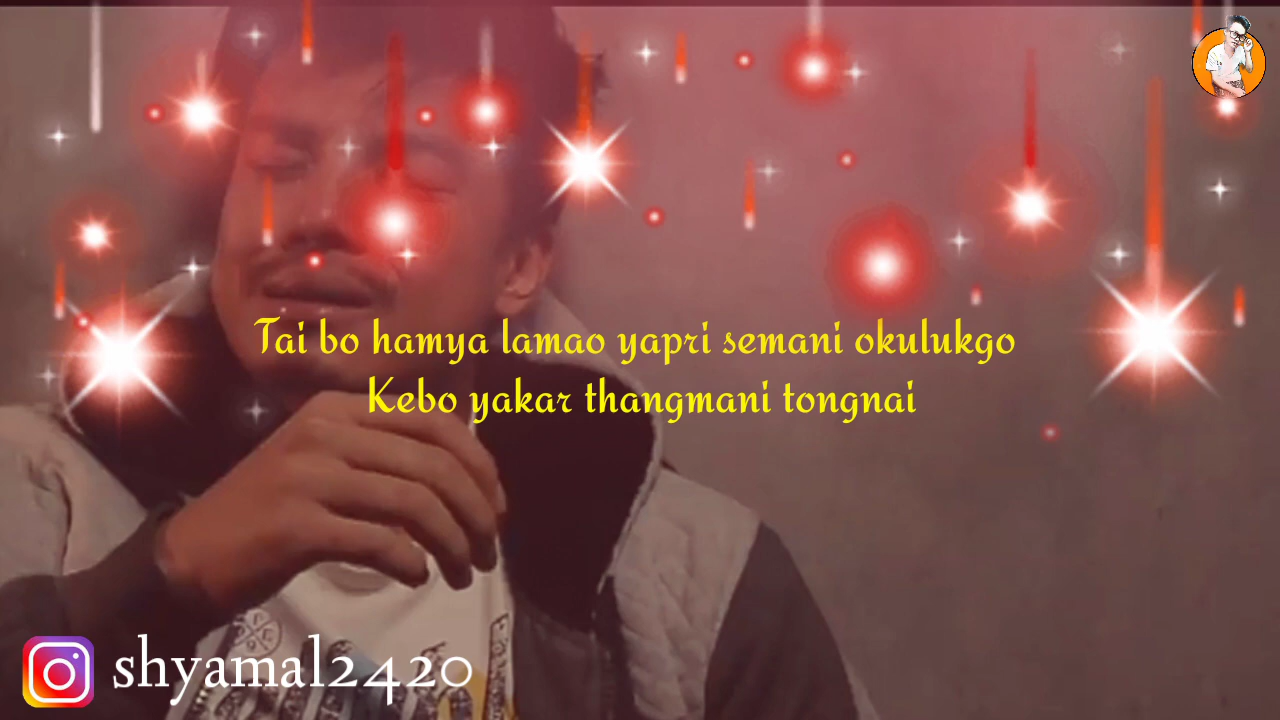 Tai bo hamya lamao yapri semani okulukgo
Kebo yakar thangmani tongnai
shyamal2420